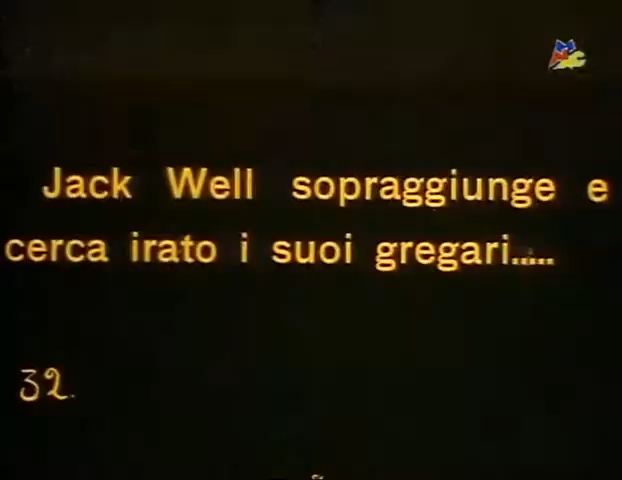 Jack Well sopraggiunge e
cerca irato i suoi gregari.....
32.